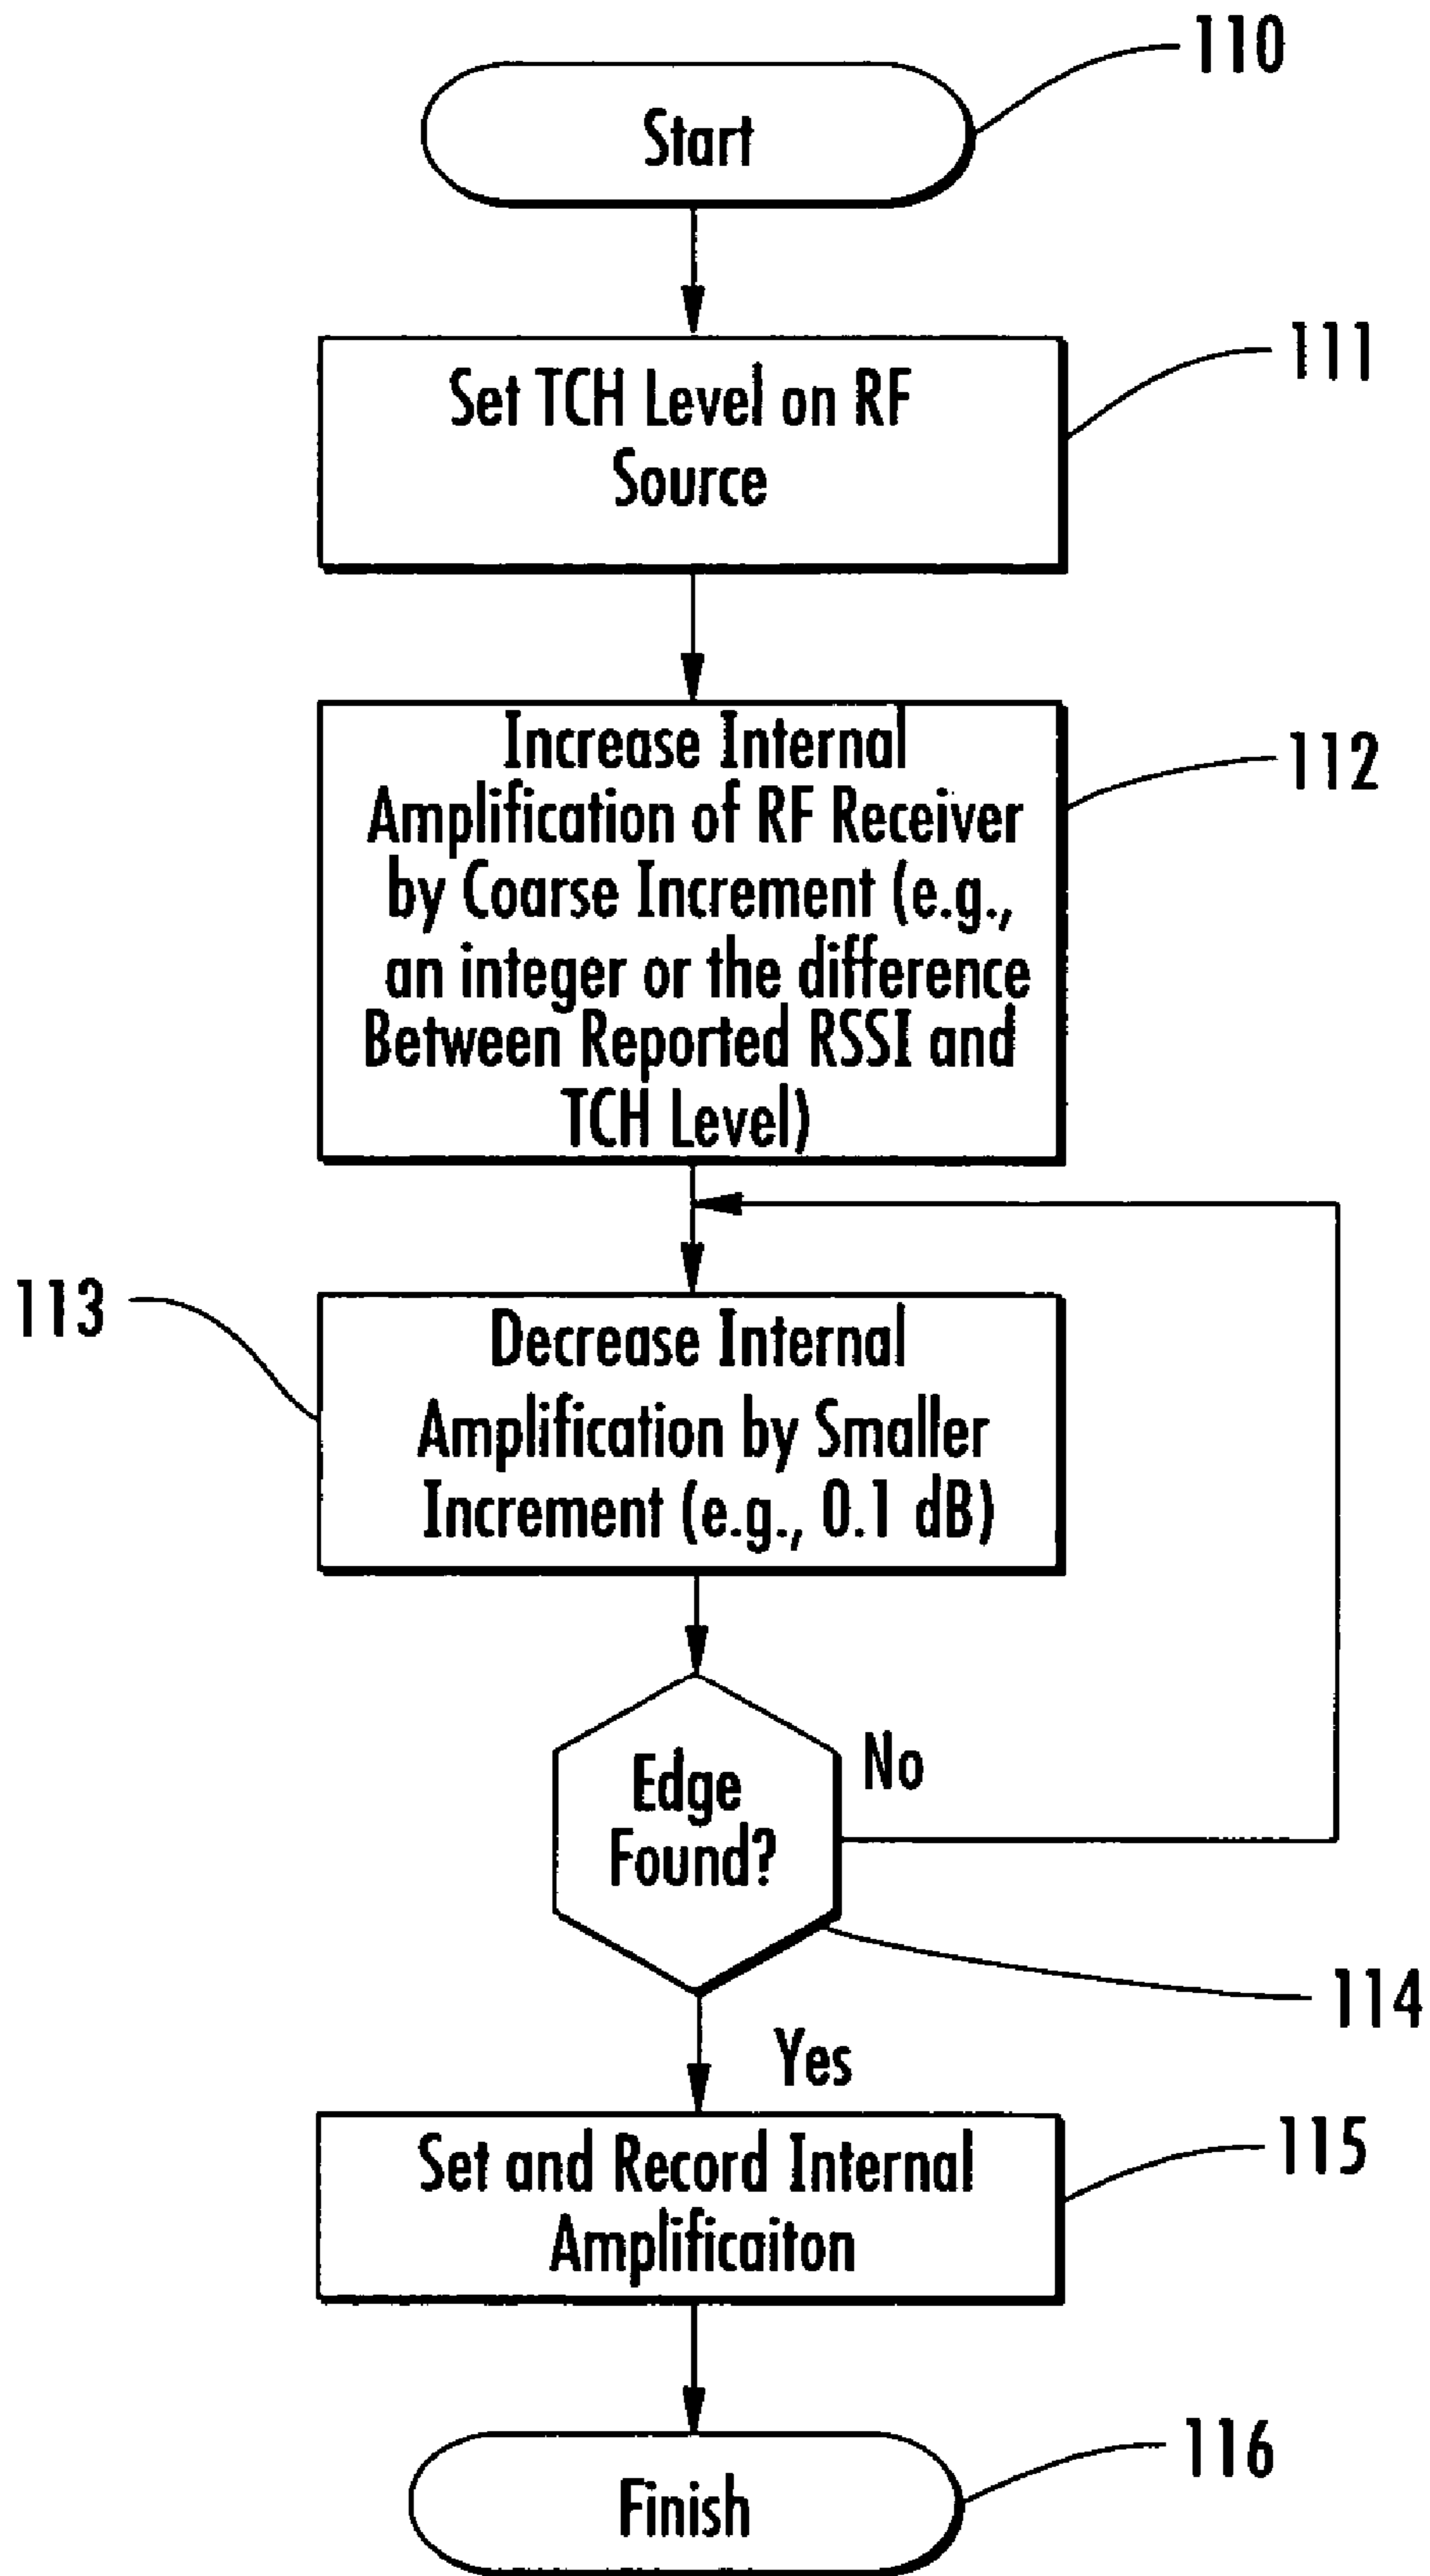 110
Start
111
Set TCH Level on RF
Source
112
Increase Internal
Amplification of RF Receiver
by Coarse Increment (e.g.,
an integer or the difference
Between Reported RSSI and
TCH Level)
113
Decrease Internal
Amplification by Smaller
Increment (e.g., 0.1 dB)
Edge
Found?
No
114
Yes
Set and Record Internal
Amplificaiton
115
Finish
116